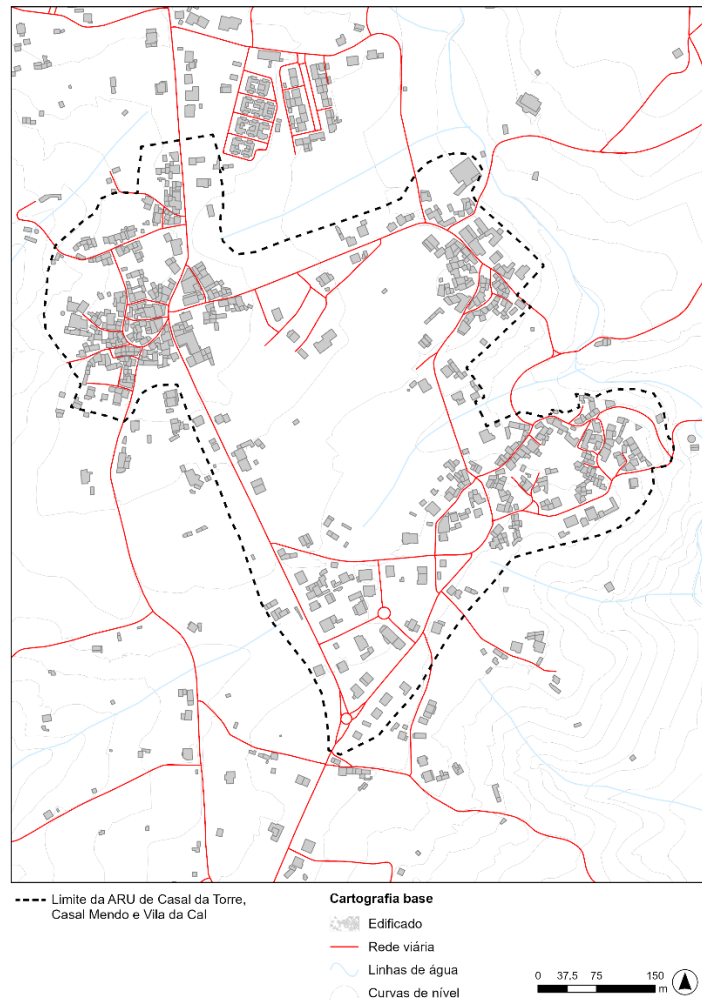 Limite da ARU de Casal da Torre,
Casal Mendo e Vila da Cal
Cartografia base
Edificado
Rede viária
Linhas de água
Curvas de nível
0 37.5 75 150
m